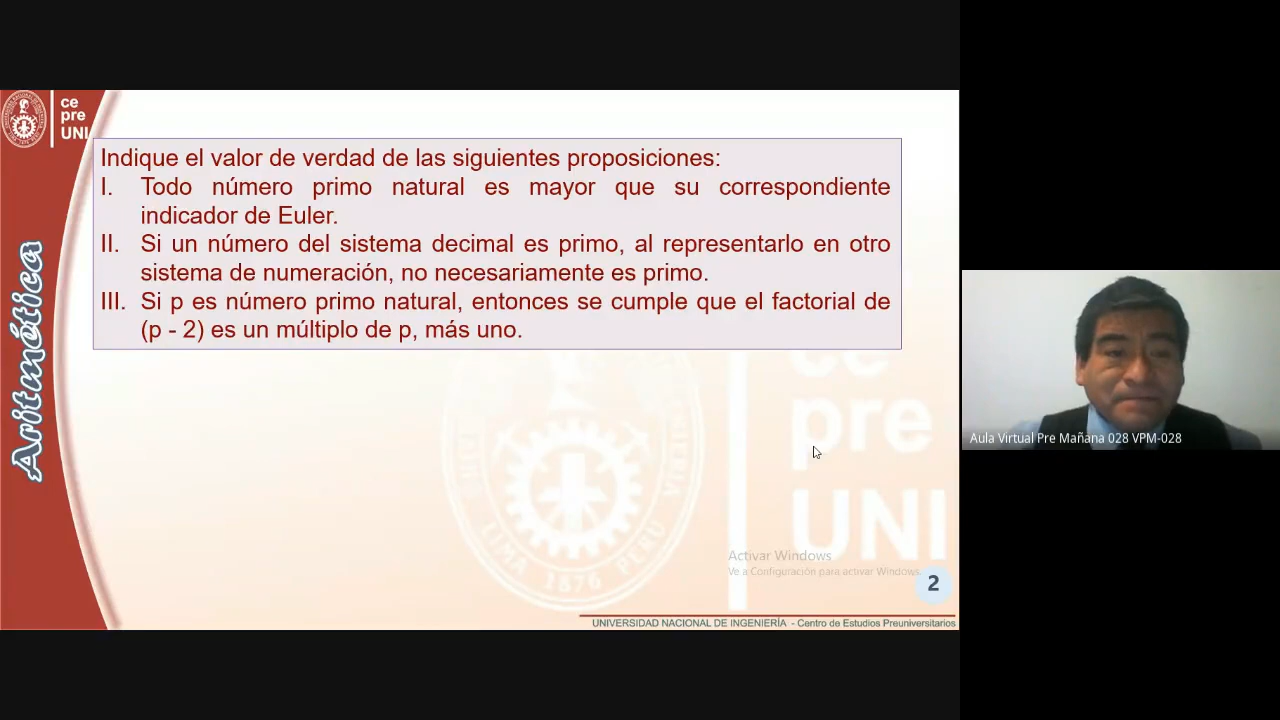 ce
pre
UNI
Indique el valor de verdad de las siguientes proposiciones:
I. Todo número primo natural es mayor que su correspondiente
indicador de Euler.
II. Si un número del sistema decimal es primo, al representarlo en otro
sistema de numeración, no necesariamente es primo.
III. Si p es número primo natural, entonces se cumple que el factorial de
(p - 2) es un múltiplo de p, más uno.
Aritmética
ce
pre
UNI
LIMA 1876 PERU
Activar Windows
Ve a Configuración para activar Windows.
2
UNIVERSIDAD NACIONAL DE INGENIERÍA - Centro de Estudios Preuniversitarios
Aula Virtual Pre Mañana 028 VPM-028